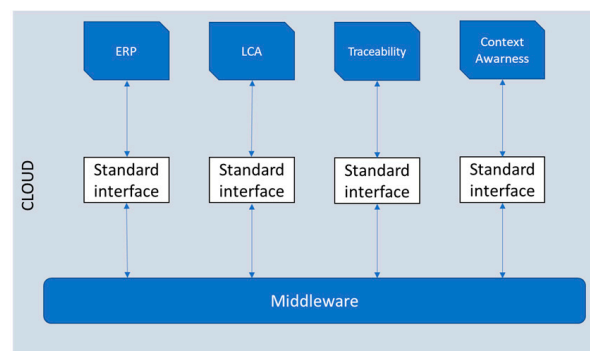 ERP
LCA
Traceability
Context
Awarness
Standard
interface
Standard
interface
Standard
interface
Standard
interface
CLOUD
Middleware